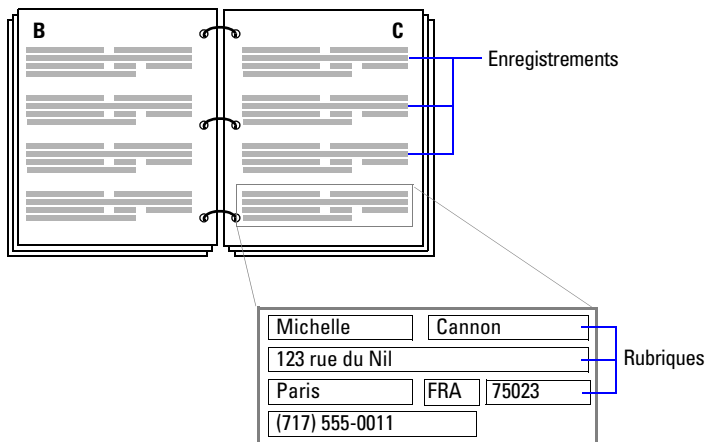 B
C
Enregistrements
Michelle Cannon
123 rue du Nil
Rubriques
Paris FRA 75023
(717) 555-0011